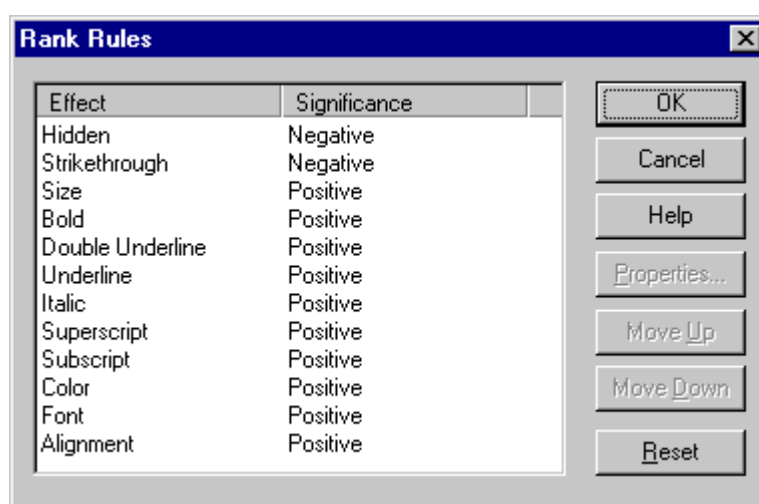 Rank Rules
Effect Significance
Hidden Negative
Strikethrough Negative
Size Positive
Bold Positive
Double Underline Positive
Underline Positive
Italic Positive
Superscript Positive
Subscript Positive
Color Positive
Font Positive
Alignment Positive
OK
Cancel
Help
Properties...
Move Up
Move Down
Reset